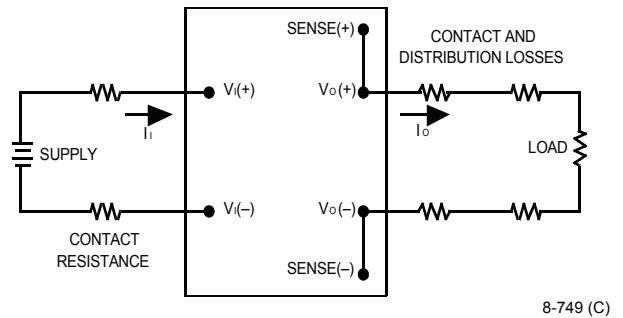 SENSE(+)
CONTACT AND
DISTRIBUTION LOSSES
VI(+)
VO(+)
II
IO
SUPPLY
LOAD
VI(–)
VO(–)
CONTACT
RESISTANCE
SENSE(–)
8-749 (C)